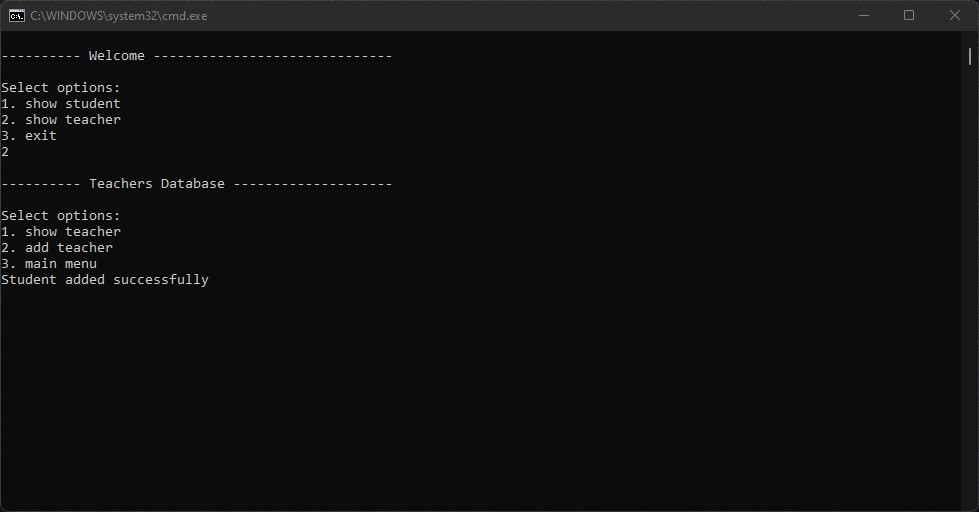 C:\WINDOWS\system32\cmd.exe
---------- Welcome ------------------------------
Select options:
1. show student
2. show teacher
3. exit
2
---------- Teachers Database --------------------
Select options:
1. show teacher
2. add teacher
3. main menu
Student added successfully